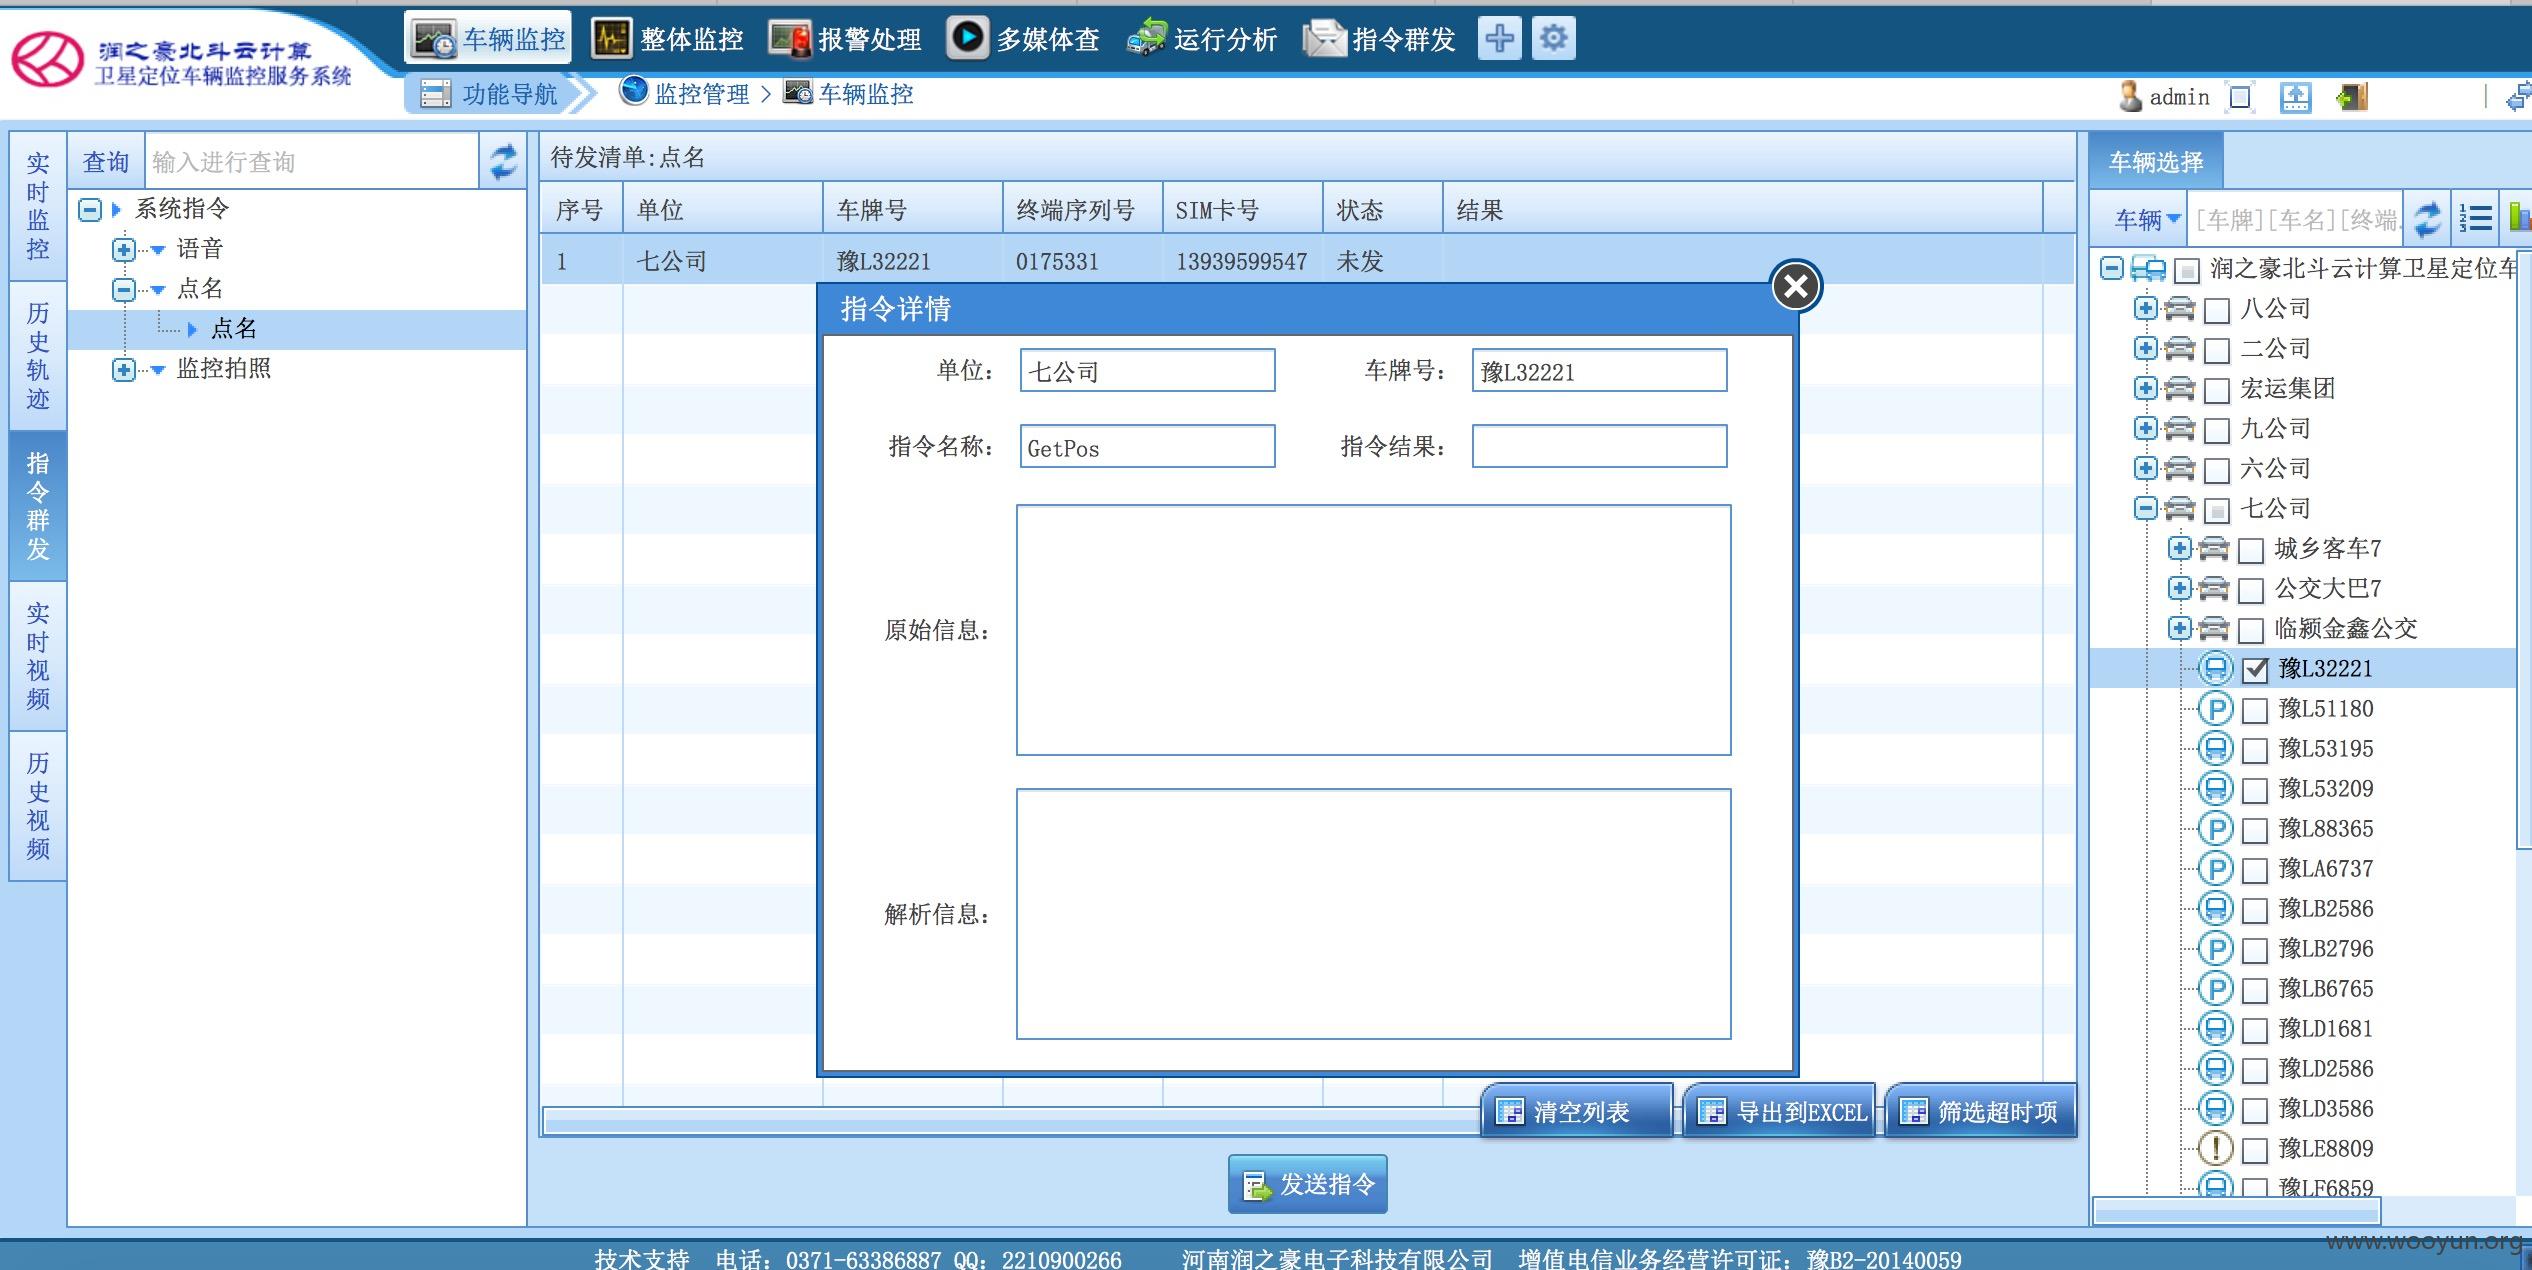 润之豪北斗云计算
卫星定位车辆监控服务系统
车辆监控 整体监控 报警处理 多媒体查 运行分析 指令群发
功能导航 监控管理 > 车辆监控
admin
实时监控
历史轨迹
指令群发
实时视频
历史视频
查询 输入进行查询
系统指令
语音
点名
点名
监控拍照
待发清单:点名
序号 单位 车牌号 终端序列号 SIM卡号 状态 结果
1 七公司 豫L32221 0175331 13939599547 未发
指令详情
单位: 七公司 车牌号: 豫L32221
指令名称: GetPos 指令结果:
原始信息:
解析信息:
清空列表 导出到EXCEL 筛选超时项
发送指令
车辆选择
车辆 [车牌][车名][终端
润之豪北斗云计算卫星定位车
八公司
二公司
宏运集团
九公司
六公司
七公司
城乡客车7
公交大巴7
临颍金鑫公交
豫L32221
豫L51180
豫L53195
豫L53209
豫L88365
豫LA6737
豫LB2586
豫LB2796
豫LB6765
豫LD1681
豫LD2586
豫LD3586
豫LE8809
豫LF6859
技术支持 电话: 0371-63386887 QQ: 2210900266 河南润之豪电子科技有限公司 增值电信业务经营许可证: 豫B2-20140059
www.wooyun.org